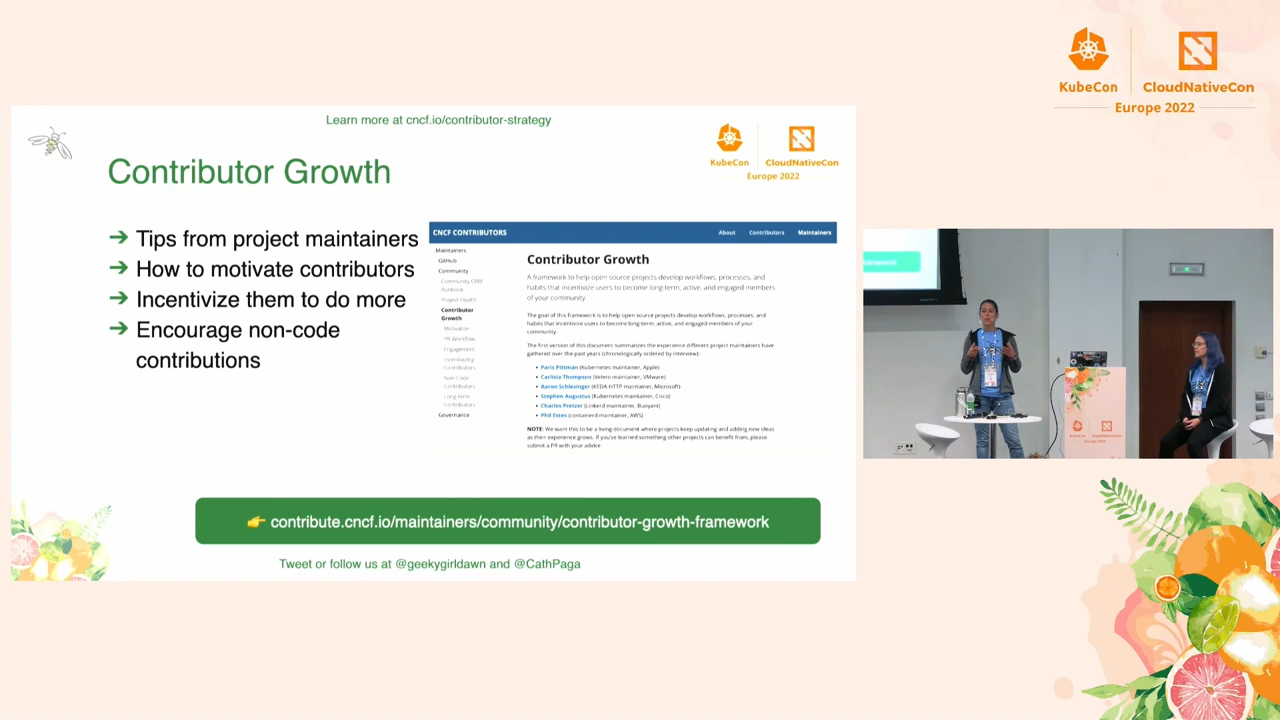 KubeCon
CloudNativeCon
Europe 2022
Learn more at cncf.io/contributor-strategy
KubeCon
CloudNativeCon
Europe 2022
Contributor Growth
➔ Tips from project maintainers
➔ How to motivate contributors
➔ Incentivize them to do more
➔ Encourage non-code
contributions
CNCF CONTRIBUTORS
About
Contributors
Maintainers
Maintainers
GitHub
Community
Community CRM
Runbook
Project Health
Contributor
Growth
Motivation
PR Workflow
Engagement
Incentivizing
Contributors
Non Code
Contributors
Long term
Contributors
Governance
Contributor Growth
A framework to help open source projects develop workflows, processes, and
habits that incentivize users to become long-term, active, and engaged members
of your community
The goal of this framework is to help open source projects develop workflows, processes, and
habits that incentivize users to become long-term, active, and engaged members of your
community.
The first version of this document summarizes the experience different project maintainers have
gathered over the past years (chronologically ordered by interview):
• Paris Pittman (Kubernetes maintainer, Apple)
• Carlisia Thompson (Velero maintainer, VMware)
• Aaron Schlesinger (KEDA-HTTP maintainer, Microsoft)
• Stephen Augustus (Kubernetes maintainer, Cisco)
• Charles Pretzer (Linkerd maintainer, Buoyant)
• Phil Estes (containerd maintainer, AWS)
NOTE: We want this to be a living document where projects keep updating and adding new ideas
as their experience grows. If you've learned something other projects can benefit from, please
submit a PR with your advice
👉 contribute.cncf.io/maintainers/community/contributor-growth-framework
Tweet or follow us at @geekygirldawn and @CathPaga